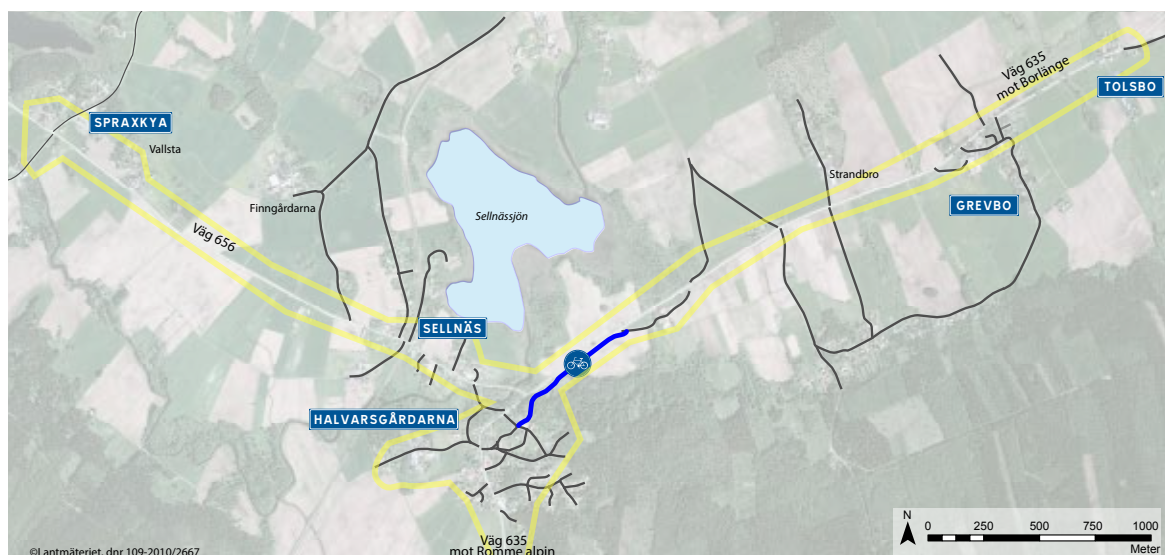 Väg 635
mot Borlänge
TOLSBO
SPRAXKYA
Vallsta
Strandbro
Finngårdarna
Sellnässjön
GREVBO
Väg 656
SELLNÄS
HALVARSGÅRDARNA
N
0 250 500 750 1000
Meter
Väg 635
mot Romme alpin
©Lantmäteriet, dnr 109-2010/2667